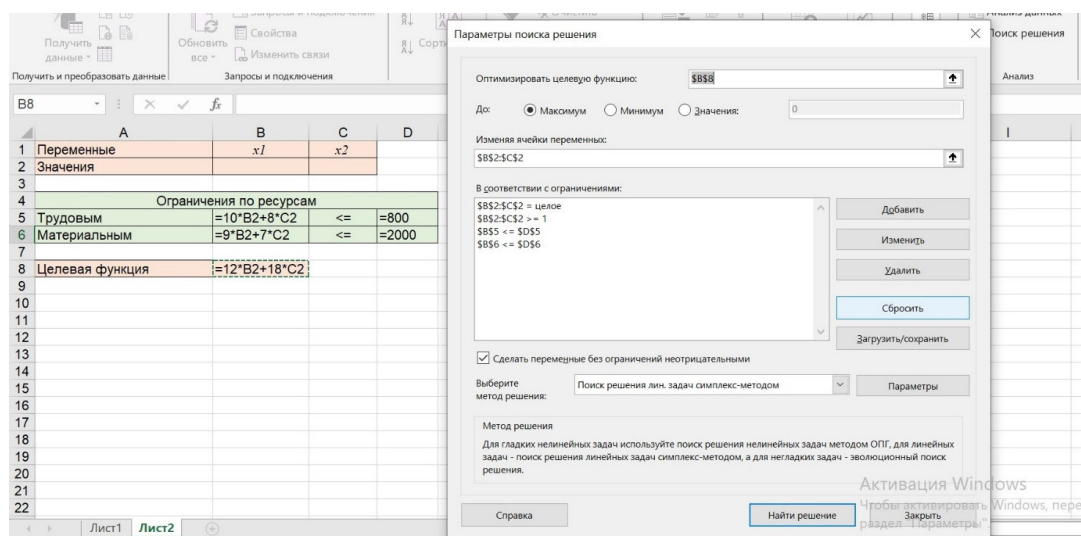 Получить данные
Обновить все
Свойства
Изменить связи
Получить и преобразовать данные
Запросы и подключения
Поиск решения
Анализ
B8
fx
A B C D I
1 Переменные x1 x2
2 Значения
3
4 Ограничения по ресурсам
5 Трудовым =10*B2+8*C2 <= =800
6 Материальным =9*B2+7*C2 <= =2000
7
8 Целевая функция =12*B2+18*C2
9
10
11
12
13
14
15
16
17
18
19
20
21
22
Лист1 Лист2
Параметры поиска решения
Оптимизировать целевую функцию: $B$8
До: Максимум Минимум Значения: 0
Изменяя ячейки переменных:
$B$2:$C$2
В соответствии с ограничениями:
$B$2:$C$2 = целое
$B$2:$C$2 >= 1
$B$5 <= $D$5
$B$6 <= $D$6
Добавить
Изменить
Удалить
Сбросить
Загрузить/сохранить
Сделать переменные без ограничений неотрицательными
Выберите метод решения:
Поиск решения лин. задач симплекс-методом
Параметры
Метод решения
Для гладких нелинейных задач используйте поиск решения нелинейных задач методом ОПГ, для линейных
задач - поиск решения линейных задач симплекс-методом, а для негладких задач - эволюционный поиск
решения.
Справка
Найти решение
Закрыть
Активация Windows
Чтобы активировать Windows, пере
раздел "Параметры".